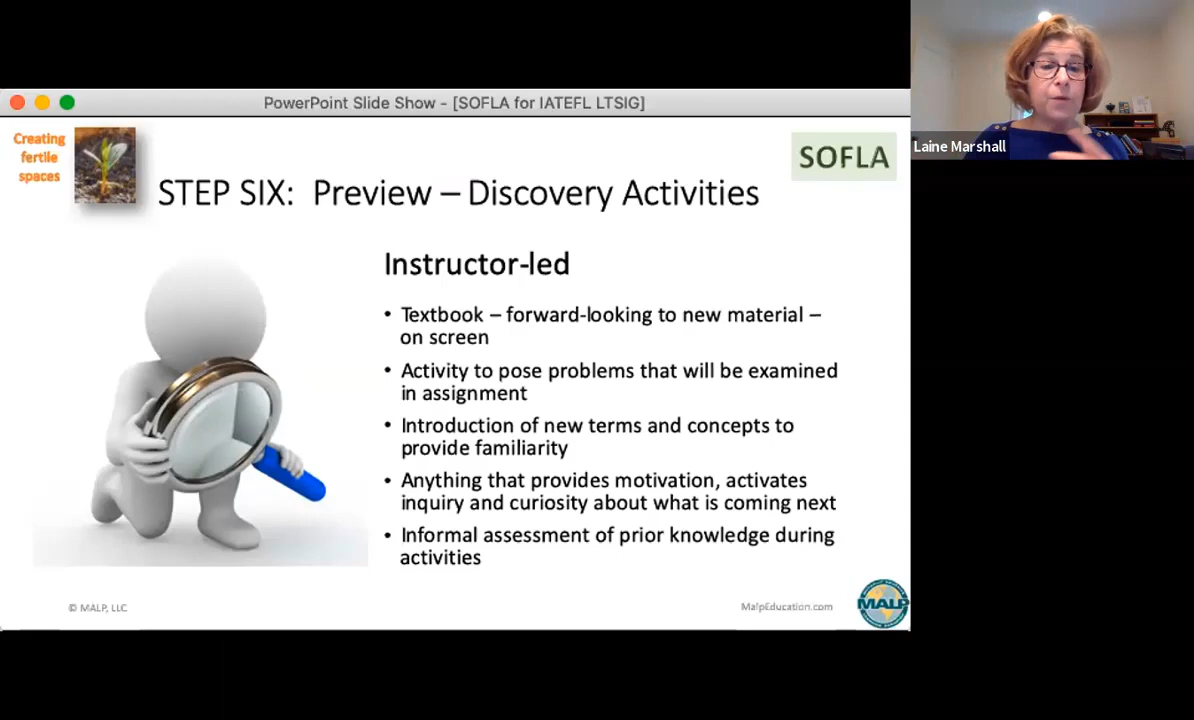 PowerPoint Slide Show - [SOFLA for IATEFL LTSIG]
Creating
fertile
spaces
SOFLA
STEP SIX:  Preview – Discovery Activities
Instructor-led
• Textbook – forward-looking to new material –
on screen
• Activity to pose problems that will be examined
in assignment
• Introduction of new terms and concepts to
provide familiarity
• Anything that provides motivation, activates
inquiry and curiosity about what is coming next
• Informal assessment of prior knowledge during
activities
© MALP, LLC
MalpEducation.com
MALP
Laine Marshall